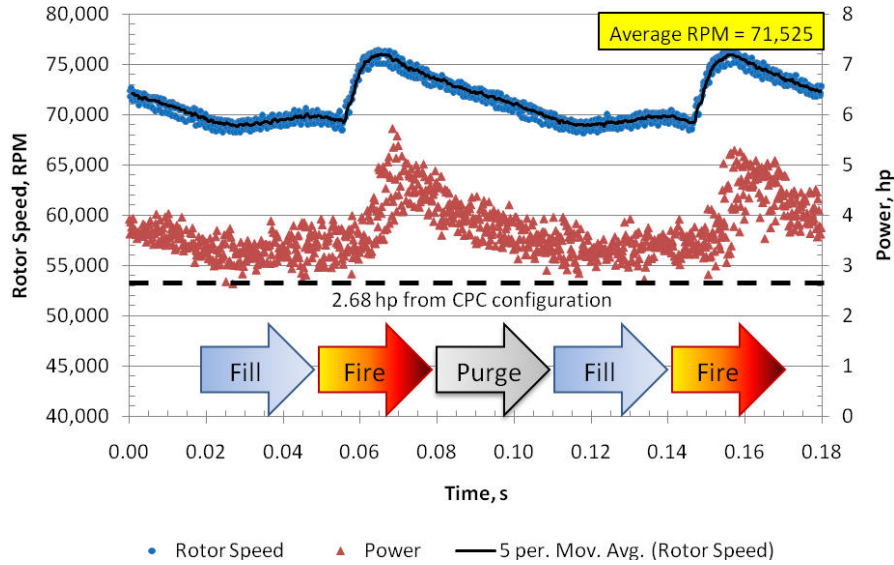 Average RPM = 71,525
80,000
75,000
70,000
65,000
60,000
55,000
50,000
45,000
40,000
Rotor Speed, RPM
8
7
6
5
4
3
2
1
0
Power, hp
2.68 hp from CPC configuration
Fill
Fire
Purge
Fill
Fire
0.00 0.02 0.04 0.06 0.08 0.10 0.12 0.14 0.16 0.18
Time, s
Rotor Speed Power 5 per. Mov. Avg. (Rotor Speed)